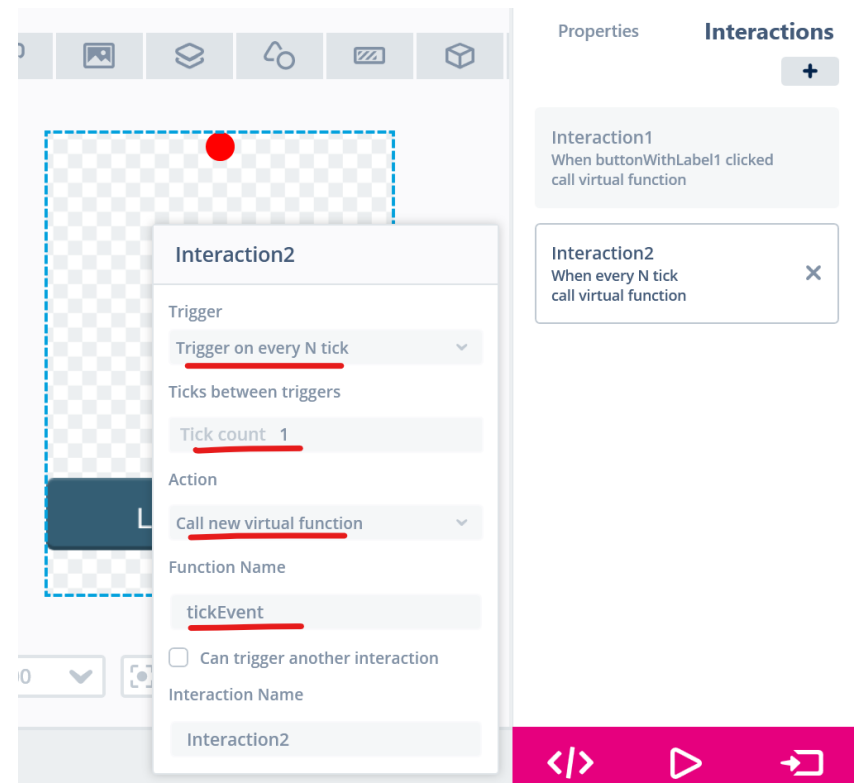 Properties
Interactions
Interaction1
When buttonWithLabel1 clicked
call virtual function
Interaction2
When every N tick
call virtual function
Interaction2
Trigger
Trigger on every N tick
Ticks between triggers
Tick count 1
Action
Call new virtual function
Function Name
tickEvent
Can trigger another interaction
Interaction Name
Interaction2